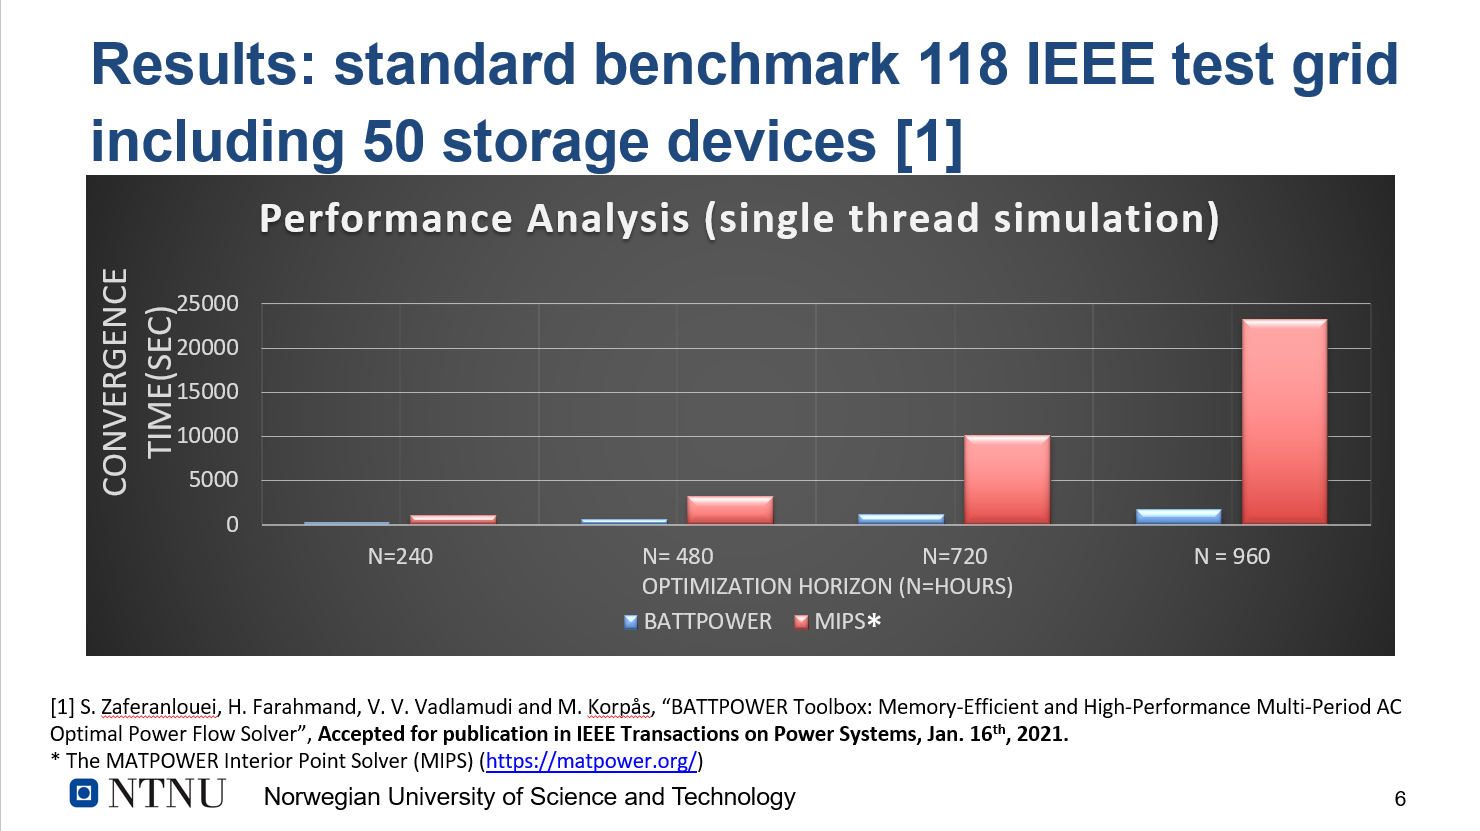 Results: standard benchmark 118 IEEE test grid
including 50 storage devices [1]
Performance Analysis (single thread simulation)
CONVERGENCE
TIME(SEC)
25000
20000
15000
10000
5000
0
N=240
N= 480
N=720
N = 960
OPTIMIZATION HORIZON (N=HOURS)
BATTPOWER
MIPS*
[1] S. Zaferanlouei, H. Farahmand, V. V. Vadlamudi and M. Korpås, “BATTPOWER Toolbox: Memory-Efficient and High-Performance Multi-Period AC
Optimal Power Flow Solver”, Accepted for publication in IEEE Transactions on Power Systems, Jan. 16th, 2021.
* The MATPOWER Interior Point Solver (MIPS) (https://matpower.org/)
NTNU
Norwegian University of Science and Technology
6